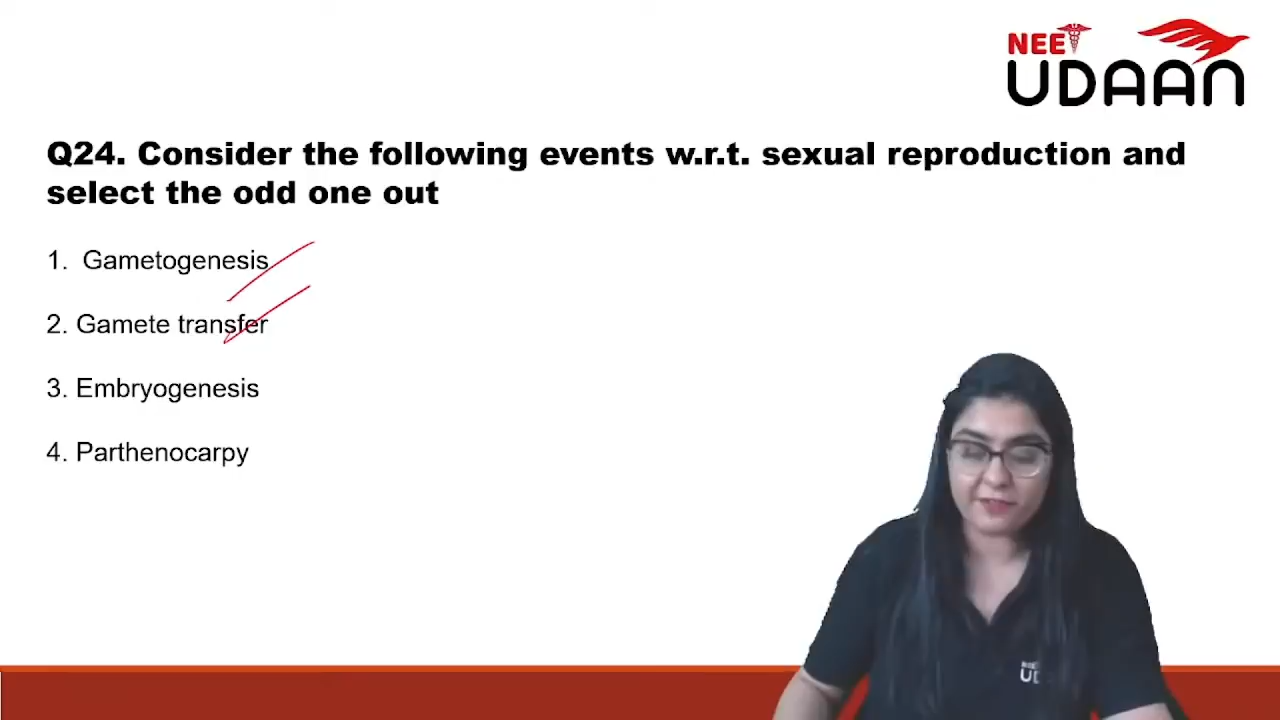 NEET
UDAAN
Q24. Consider the following events w.r.t. sexual reproduction and
select the odd one out
1. Gametogenesis
2. Gamete transfer
3. Embryogenesis
4. Parthenocarpy